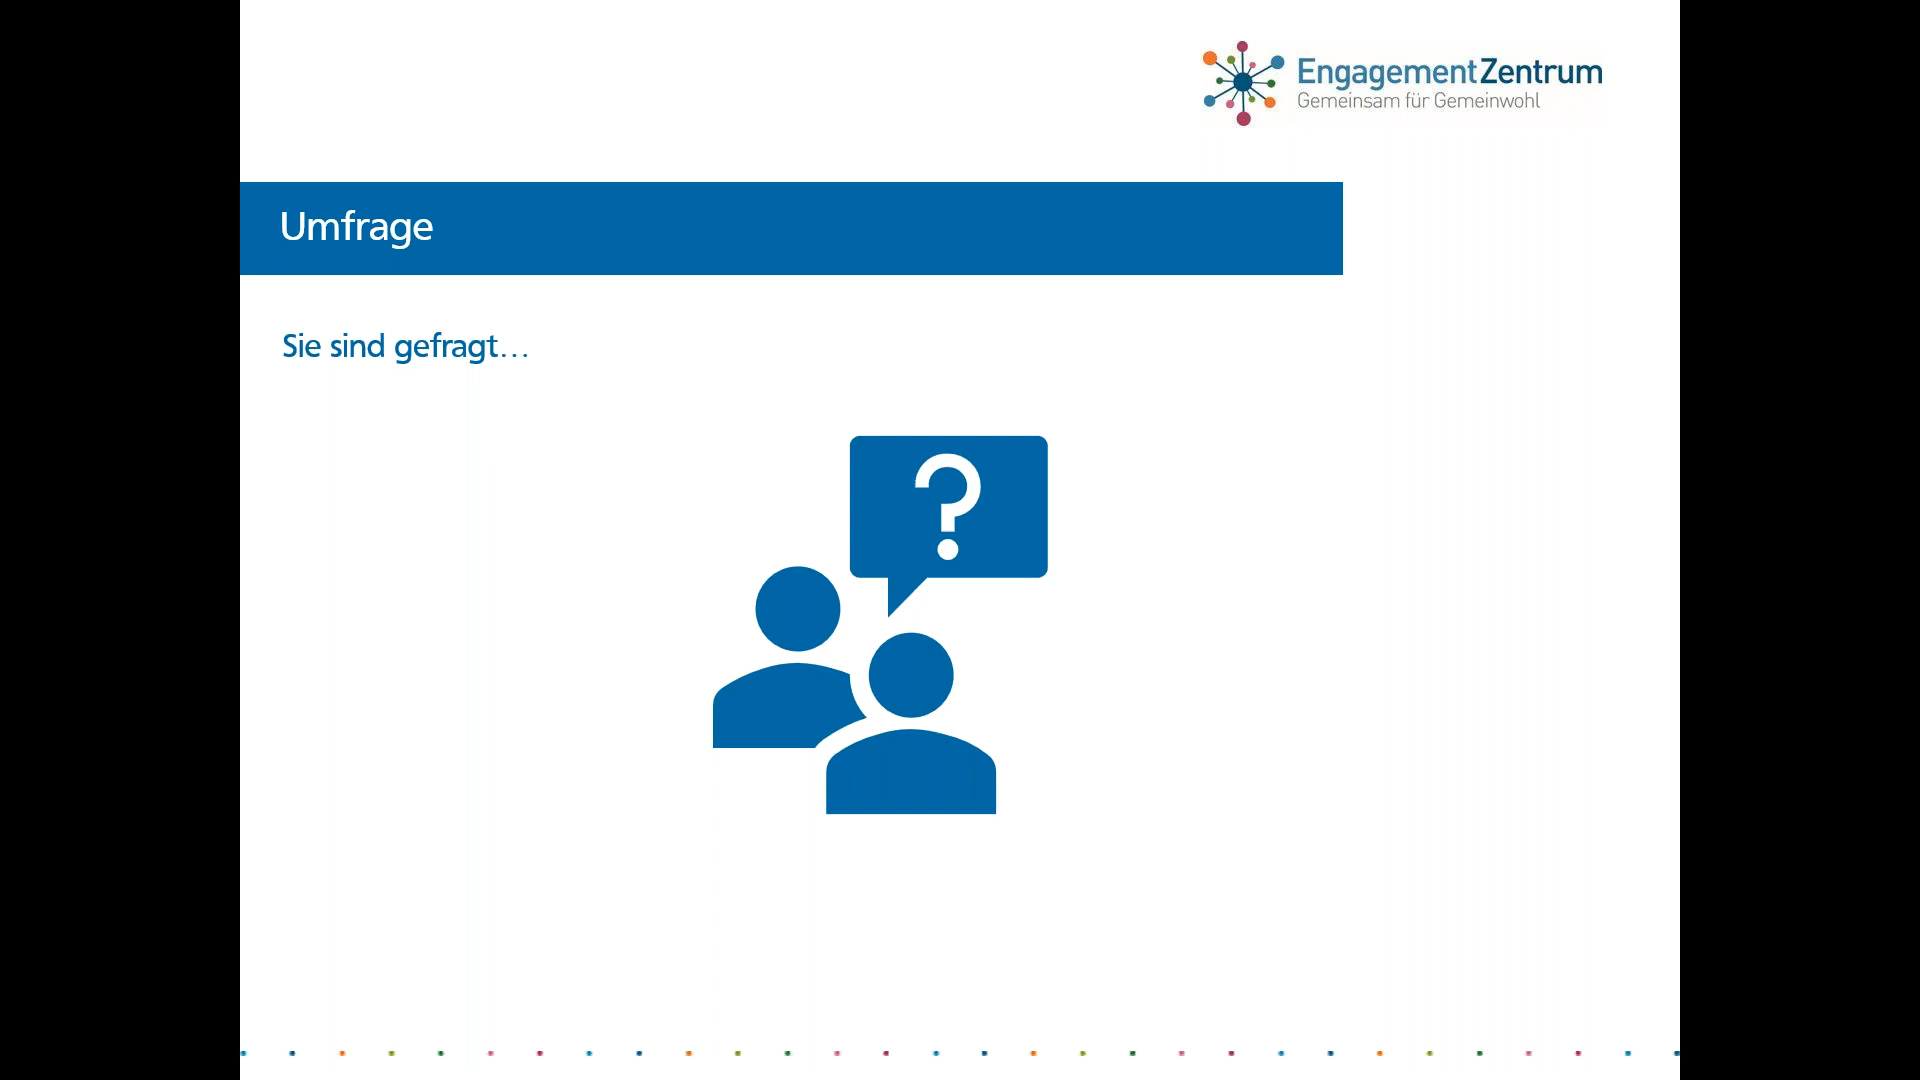 EngagementZentrum
Gemeinsam für Gemeinwohl
Umfrage
Sie sind gefragt...
?